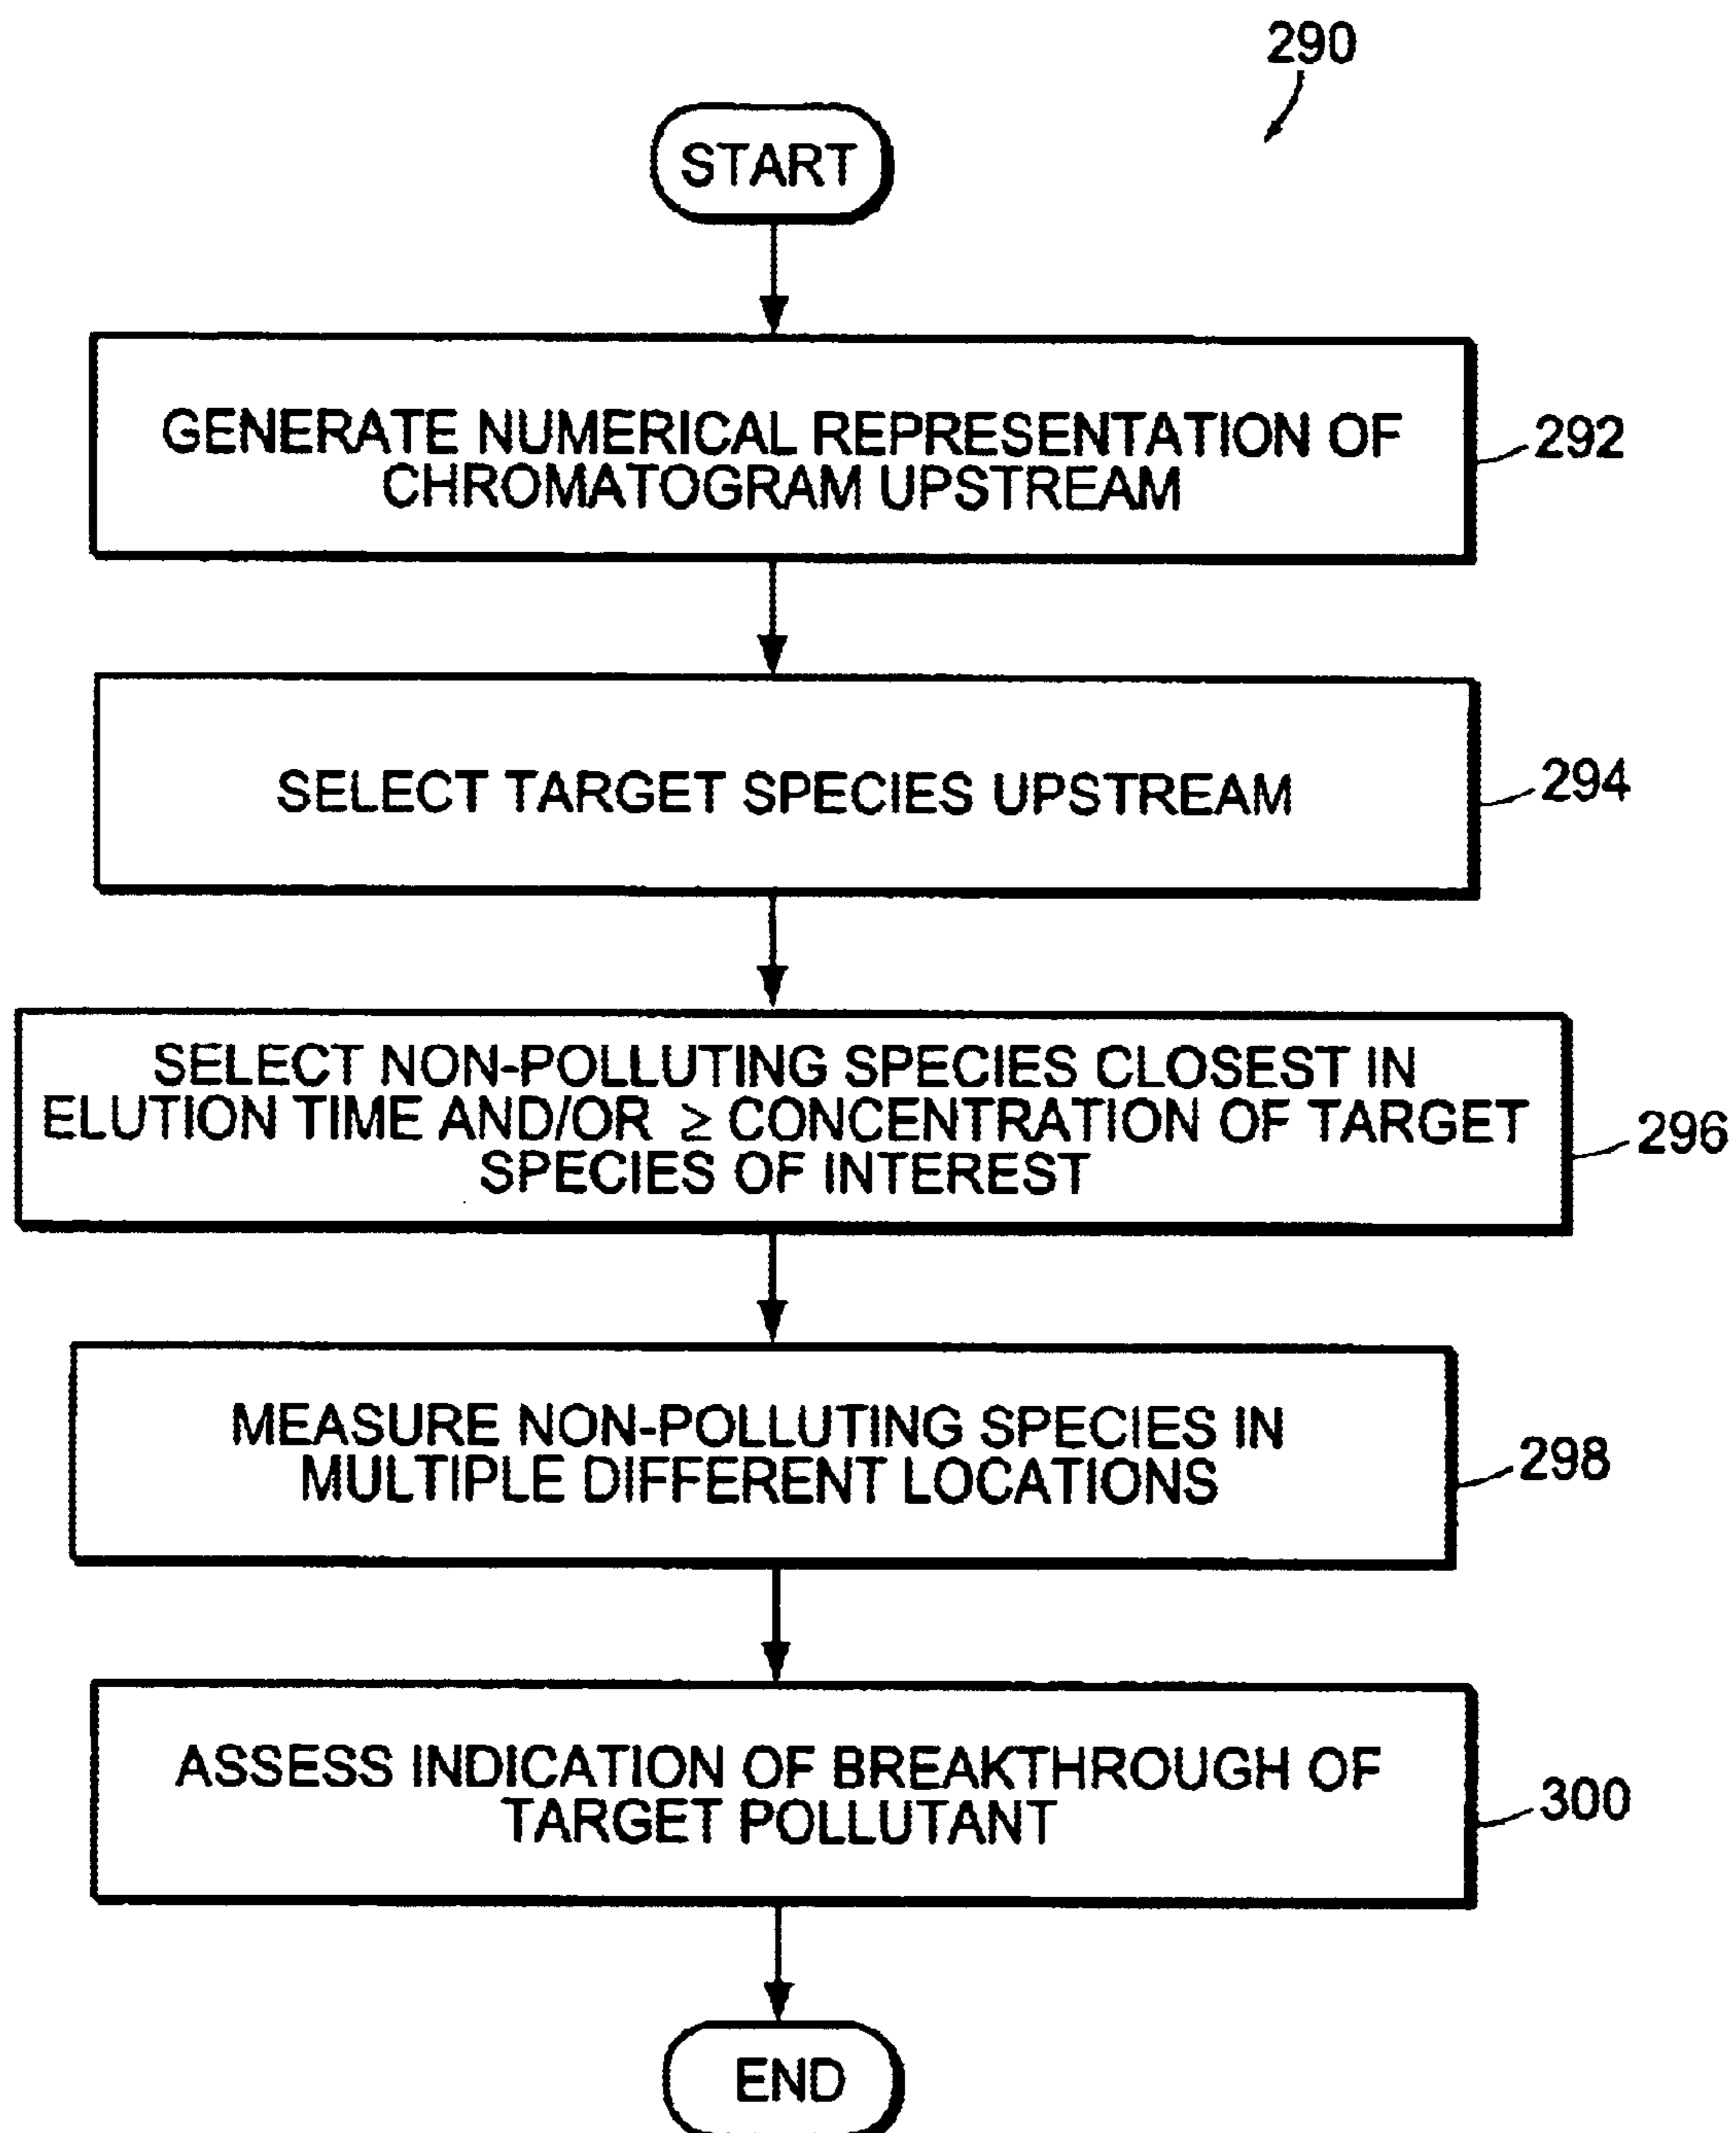 290
START
GENERATE NUMERICAL REPRESENTATION OF
CHROMATOGRAM UPSTREAM
292
SELECT TARGET SPECIES UPSTREAM
294
SELECT NON-POLLUTING SPECIES CLOSEST IN
ELUTION TIME AND/OR ≥ CONCENTRATION OF TARGET
SPECIES OF INTEREST
296
MEASURE NON-POLLUTING SPECIES IN
MULTIPLE DIFFERENT LOCATIONS
298
ASSESS INDICATION OF BREAKTHROUGH OF
TARGET POLLUTANT
300
END